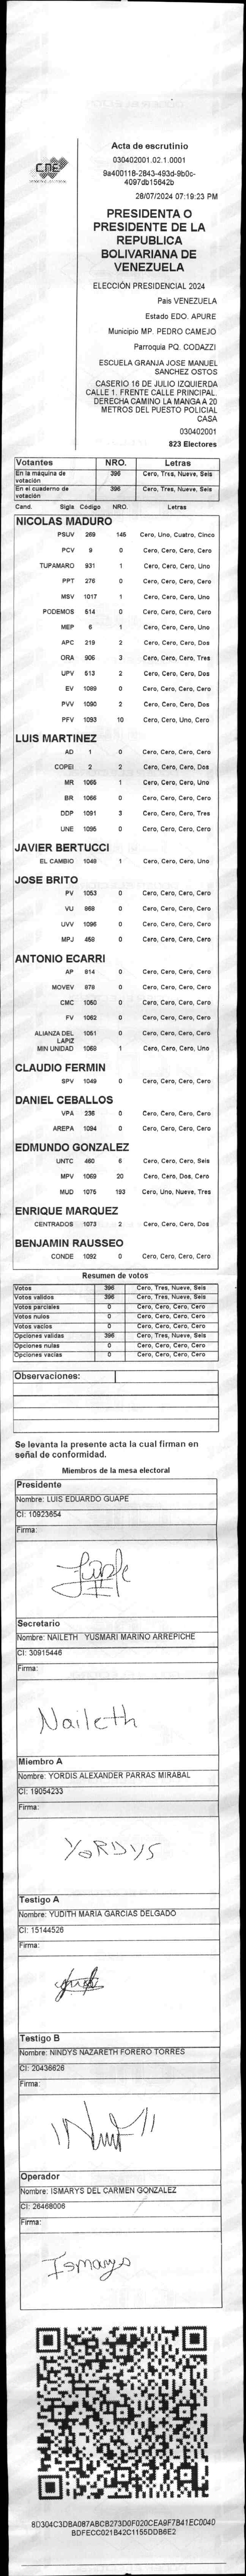 Acta de escrutinio
030402001.02.1.0001
9a400118-2843-493d-9b0c-
4097db15642b
28/07/2024 07:19:23 PM
CNE
PRESIDENTA O
PRESIDENTE DE LA
REPUBLICA
BOLIVARIANA DE
VENEZUELA
ELECCIÓN PRESIDENCIAL 2024
Pais VENEZUELA
Estado EDO. APURE
Municipio MP. PEDRO CAMEJO
Parroquia PQ. CODAZZI
ESCUELA GRANJA JOSE MANUEL
SANCHEZ OSTOS
CASERIO 16 DE JULIO IZQUIERDA
CALLE 1. FRENTE CALLE PRINCIPAL.
DERECHA CAMINO LA MANGA A 20
METROS DEL PUESTO POLICIAL
CASA
030402001
823 Electores
Votantes NRO. Letras
En la máquina de votación 396 Cero, Tres, Nueve, Seis
En el cuaderno de votación 396 Cero, Tres, Nueve, Seis
Cand. Sigla Código NRO. Letras
NICOLAS MADURO
PSUV 269 145 Cero, Uno, Cuatro, Cinco
PCV 9 0 Cero, Cero, Cero, Cero
TUPAMARO 931 1 Cero, Cero, Cero, Uno
PPT 276 0 Cero, Cero, Cero, Cero
MSV 1017 1 Cero, Cero, Cero, Uno
PODEMOS 514 0 Cero, Cero, Cero, Cero
MEP 6 1 Cero, Cero, Cero, Uno
APC 219 2 Cero, Cero, Cero, Dos
ORA 906 3 Cero, Cero, Cero, Tres
UPV 513 2 Cero, Cero, Cero, Dos
EV 1089 0 Cero, Cero, Cero, Cero
PVV 1090 2 Cero, Cero, Cero, Dos
PFV 1093 10 Cero, Cero, Uno, Cero
LUIS MARTINEZ
AD 1 0 Cero, Cero, Cero, Cero
COPEI 2 2 Cero, Cero, Cero, Dos
MR 1065 1 Cero, Cero, Cero, Uno
BR 1066 0 Cero, Cero, Cero, Cero
DDP 1091 3 Cero, Cero, Cero, Tres
UNE 1095 0 Cero, Cero, Cero, Cero
JAVIER BERTUCCI
EL CAMBIO 1048 1 Cero, Cero, Cero, Uno
JOSE BRITO
PV 1053 0 Cero, Cero, Cero, Cero
VU 868 0 Cero, Cero, Cero, Cero
UVV 1096 0 Cero, Cero, Cero, Cero
MPJ 458 0 Cero, Cero, Cero, Cero
ANTONIO ECARRI
AP 814 0 Cero, Cero, Cero, Cero
MOVEV 878 0 Cero, Cero, Cero, Cero
CMC 1050 0 Cero, Cero, Cero, Cero
FV 1062 0 Cero, Cero, Cero, Cero
ALIANZA DEL LAPIZ 1051 0 Cero, Cero, Cero, Cero
MIN UNIDAD 1068 1 Cero, Cero, Cero, Uno
CLAUDIO FERMIN
SPV 1049 0 Cero, Cero, Cero, Cero
DANIEL CEBALLOS
VPA 236 0 Cero, Cero, Cero, Cero
AREPA 1094 0 Cero, Cero, Cero, Cero
EDMUNDO GONZALEZ
UNTC 460 6 Cero, Cero, Cero, Seis
MPV 1069 20 Cero, Cero, Dos, Cero
MUD 1075 193 Cero, Uno, Nueve, Tres
ENRIQUE MARQUEZ
CENTRADOS 1073 2 Cero, Cero, Cero, Dos
BENJAMIN RAUSSEO
CONDE 1092 0 Cero, Cero, Cero, Cero
Resumen de votos
Votos 396 Cero, Tres, Nueve, Seis
Votos validos 396 Cero, Tres, Nueve, Seis
Votos parciales 0 Cero, Cero, Cero, Cero
Votos nulos 0 Cero, Cero, Cero, Cero
Votos vacios 0 Cero, Cero, Cero, Cero
Opciones validas 396 Cero, Tres, Nueve, Seis
Opciones nulas 0 Cero, Cero, Cero, Cero
Opciones vacias 0 Cero, Cero, Cero, Cero
Observaciones:
Se levanta la presente acta la cual firman en
señal de conformidad.
Miembros de la mesa electoral
Presidente
Nombre: LUIS EDUARDO GUAPE
CI: 10923654
Firma:
Secretario
Nombre: NAILETH YUSMARI MARIÑO ARREPICHE
CI: 30915446
Firma:
Naileth
Miembro A
Nombre: YORDIS ALEXANDER PARRAS MIRABAL
CI: 19054233
Firma:
YORDYS
Testigo A
Nombre: YUDITH MARIA GARCIAS DELGADO
CI: 15144526
Firma:
Testigo B
Nombre: NINDYS NAZARETH FORERO TORRES
CI: 20436626
Firma:
Operador
Nombre: ISMARYS DEL CARMEN GONZALEZ
CI: 26468006
Firma:
Ismarys
8D304C3DBA087ABCB273D0F020CEA9F7B41EC0040
BDFECC021B42C1155DDB6E2